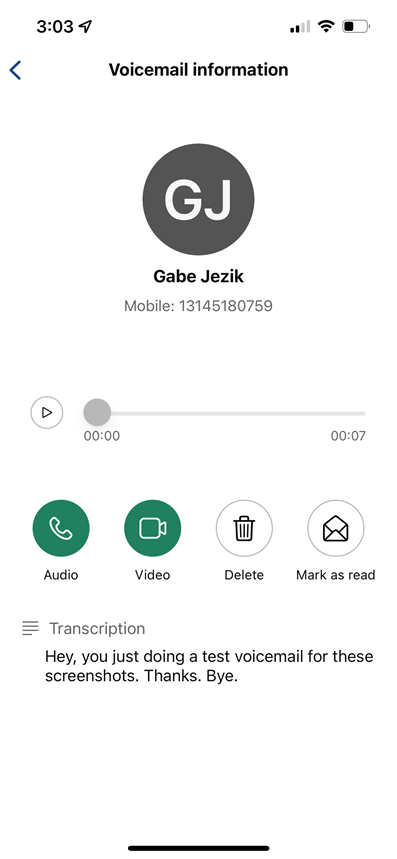 3:03
Voicemail information
GJ
Gabe Jezik
Mobile: 13145180759
00:00 00:07
Audio Video Delete Mark as read
Transcription
Hey, you just doing a test voicemail for these
screenshots. Thanks. Bye.